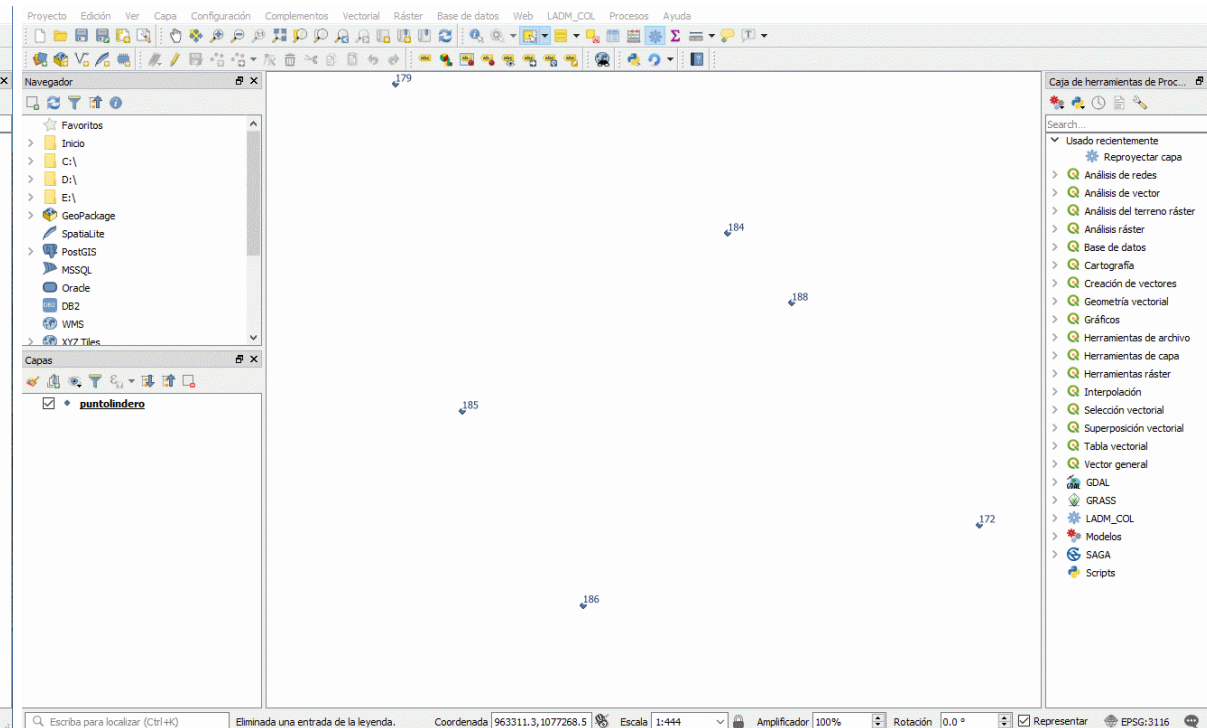 Proyecto Edición Ver Capa Configuración Complementos Vectorial Ráster Base de datos Web LADM_COL Procesos Ayuda
Navegador
Favoritos
Inicio
C:\
D:\
E:\
GeoPackage
SpatiaLite
PostGIS
MSSQL
Oracle
DB2
WMS
XYZ Tiles
Capas
puntolindero
179
184
188
185
172
186
Caja de herramientas de Proc...
Search...
Usado recientemente
Reproyectar capa
Análisis de redes
Análisis de vector
Análisis del terreno ráster
Análisis ráster
Base de datos
Cartografía
Creación de vectores
Geometría vectorial
Gráficos
Herramientas de archivo
Herramientas de capa
Herramientas ráster
Interpolación
Selección vectorial
Superposición vectorial
Tabla vectorial
Vector general
GDAL
GRASS
LADM_COL
Modelos
SAGA
Scripts
Escriba para localizar (Ctrl+K) Eliminada una entrada de la leyenda. Coordenada 963311.3,1077268.5 Escala 1:444 Amplificador 100% Rotación 0.0 ° Representar EPSG:3116